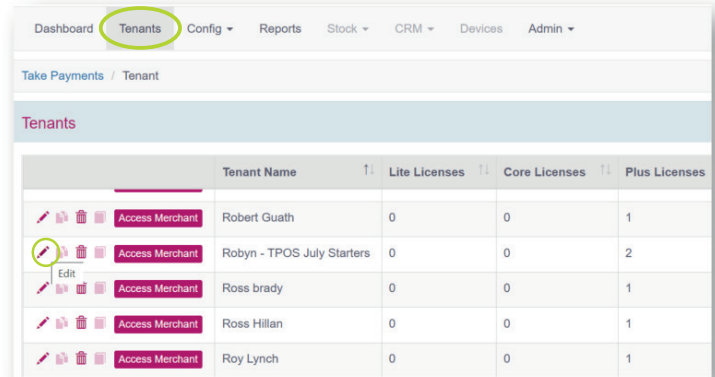 Dashboard Tenants Config Reports Stock CRM Devices Admin
Take Payments / Tenant
Tenants
Tenant Name Lite Licenses Core Licenses Plus Licenses
Access Merchant Robert Guath 0 0 1
Access Merchant Robyn - TPOS July Starters 0 0 2
Edit
Access Merchant Ross brady 0 0 1
Access Merchant Ross Hillan 0 0 1
Access Merchant Roy Lynch 0 0 1